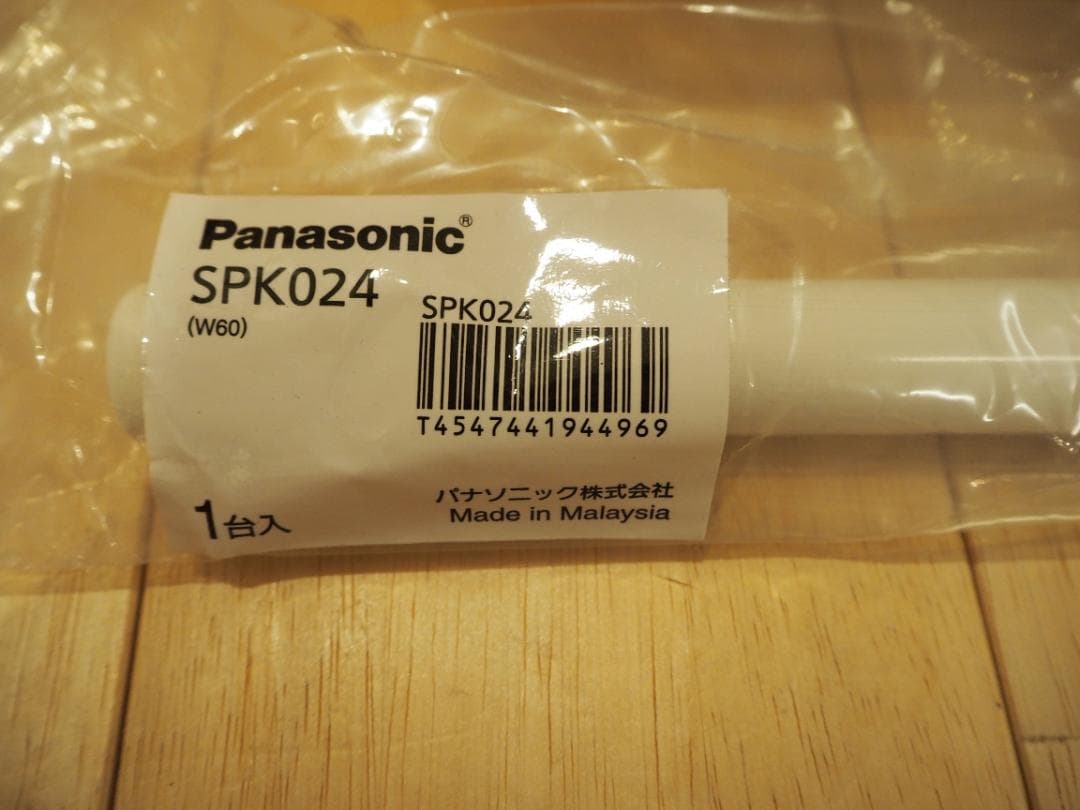 Panasonic®
SPK024
(W60)
SPK024
T4547441944969
1台入
パナソニック株式会社
Made in Malaysia